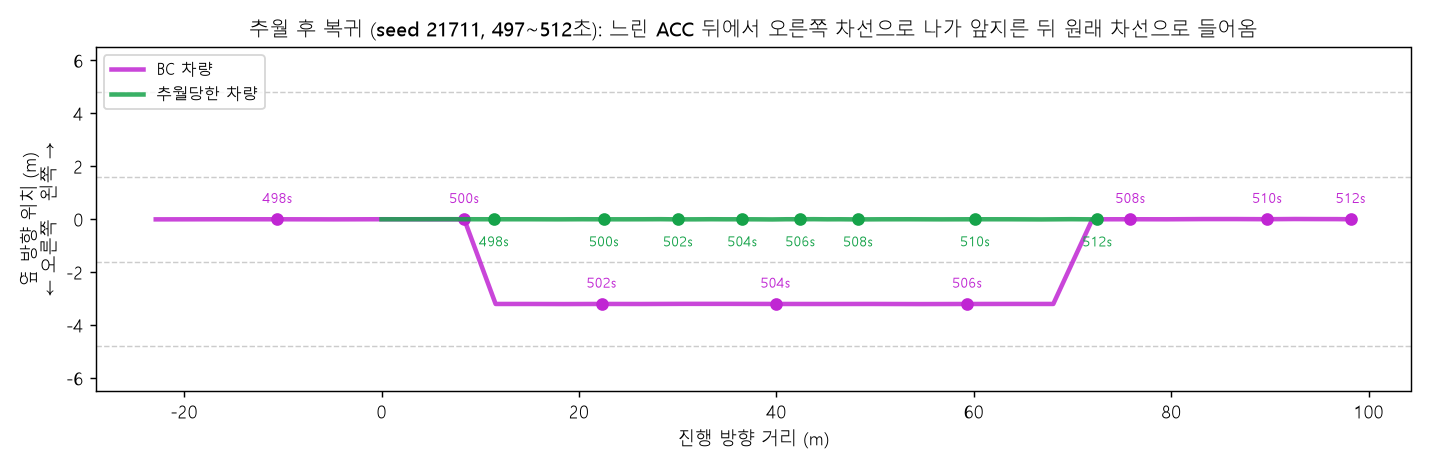 추월 후 복귀 (seed 21711, 497~512초): 느린 ACC 뒤에서 오른쪽 차선으로 나가 앞지른 뒤 원래 차선으로 들어옴
BC 차량
추월당한 차량
옆 방향 위치 (m)
← 오른쪽 왼쪽 →
6
4
2
0
-2
-4
-6
498s
500s
508s
510s
512s
498s
500s
502s
504s
506s
508s
510s
512s
502s
504s
506s
-20
0
20
40
60
80
100
진행 방향 거리 (m)